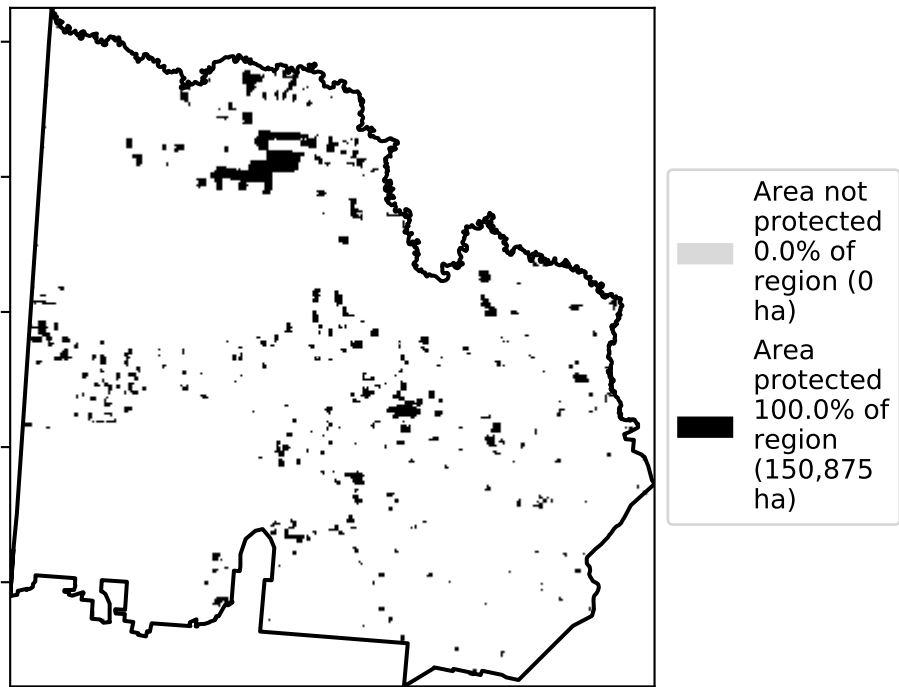 Area not
protected
0.0% of
region (0
ha)
Area
protected
100.0% of
region
(150,875
ha)